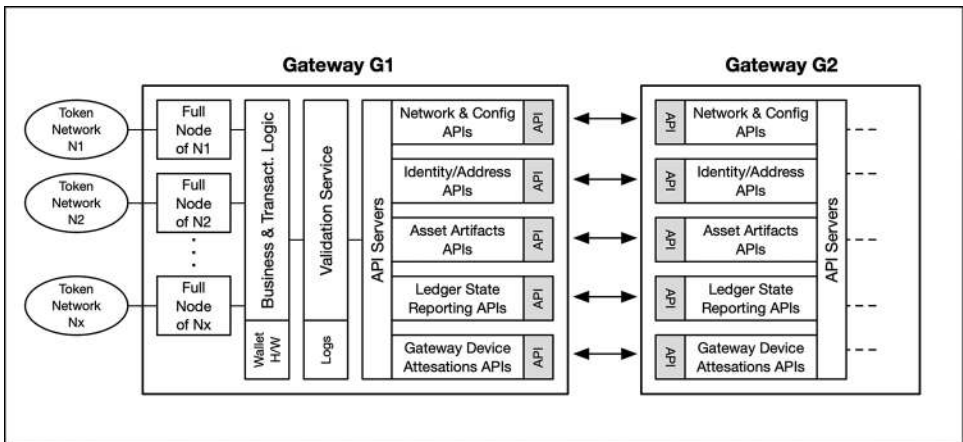 Gateway G1
Gateway G2
Token
Network
N1
Full
Node
of N1
Token
Network
N2
Full
Node
of N2
Token
Network
Nx
Full
Node
of Nx
Business & Transact. Logic
Wallet
H/W
Validation Service
Logs
API Servers
Network & Config
APIs
API
Identity/Address
APIs
API
Asset Artifacts
APIs
API
Ledger State
Reporting APIs
API
Gateway Device
Attesations APIs
API
API
Network & Config
APIs
API
Identity/Address
APIs
API
Asset Artifacts
APIs
API
Ledger State
Reporting APIs
API
Gateway Device
Attesations APIs
API Servers